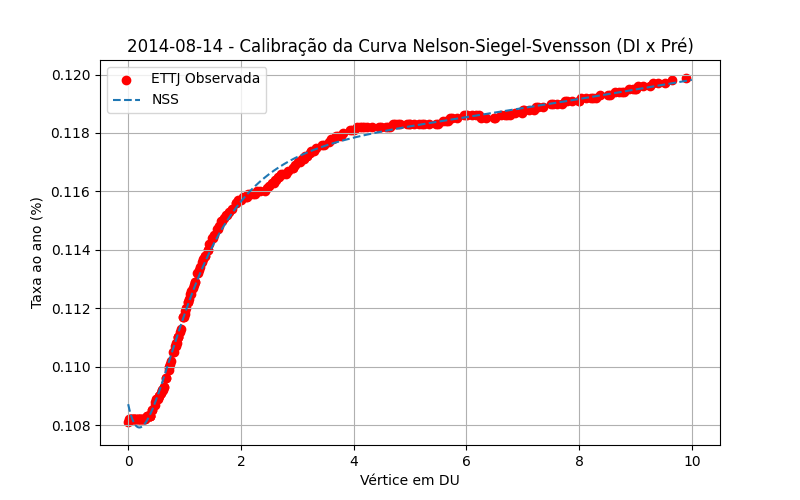 2014-08-14 - Calibração da Curva Nelson-Siegel-Svensson (DI x Pré)
ETTJ Observada
NSS
Taxa ao ano (%)
0.120
0.118
0.116
0.114
0.112
0.110
0.108
0 2 4 6 8 10
Vértice em DU